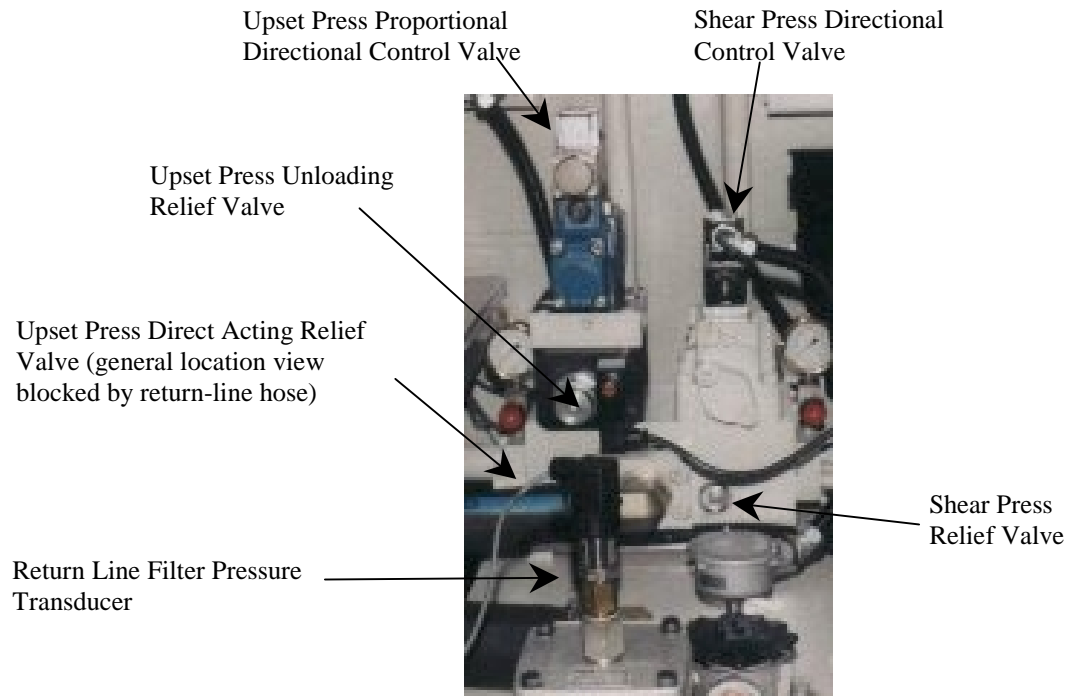 Upset Press Proportional
Directional Control Valve
Shear Press Directional
Control Valve
Upset Press Unloading
Relief Valve
Upset Press Direct Acting Relief
Valve (general location view
blocked by return-line hose)
Shear Press
Relief Valve
Return Line Filter Pressure
Transducer